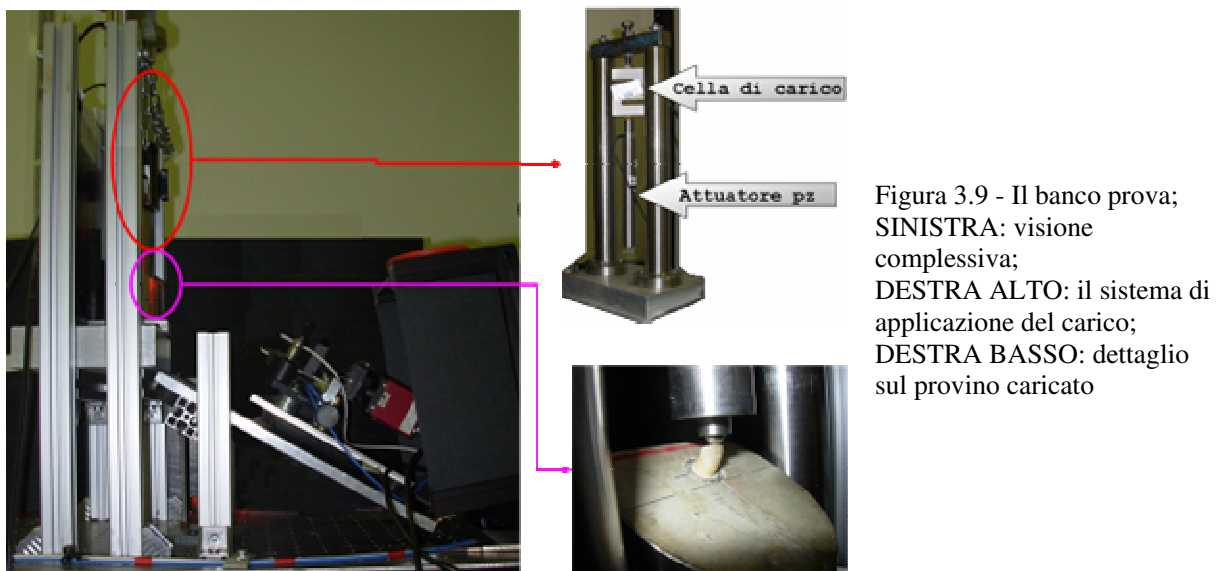 Cella di carico
Attuatore pz
Figura 3.9 - Il banco prova;
SINISTRA: visione
complessiva;
DESTRA ALTO: il sistema di
applicazione del carico;
DESTRA BASSO: dettaglio
sul provino caricato